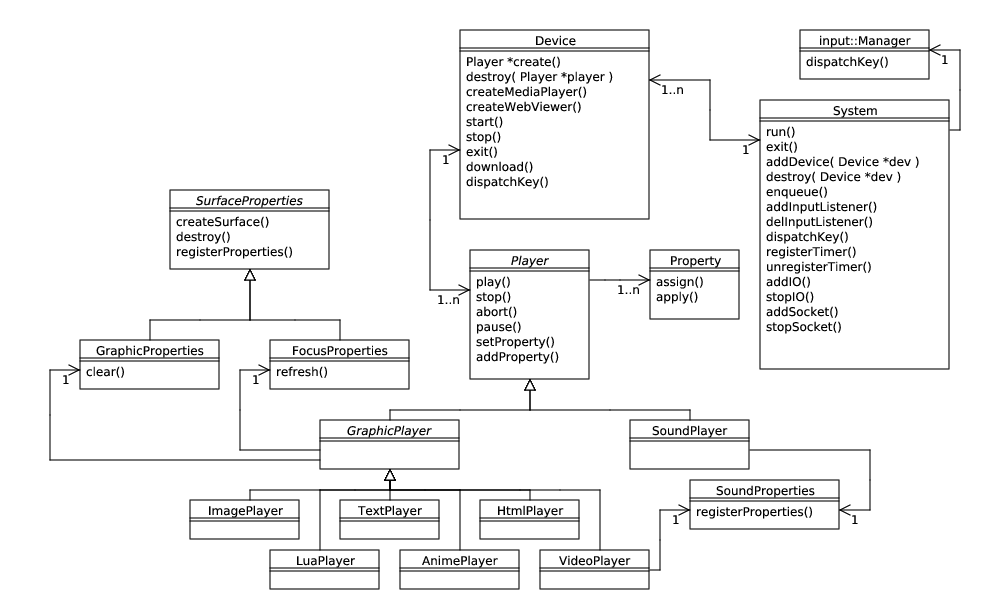 Device
Player *create()
destroy( Player *player )
createMediaPlayer()
createWebViewer()
start()
stop()
exit()
download()
dispatchKey()
input::Manager
dispatchKey()
1
1..n
1
System
run()
exit()
addDevice( Device *dev )
destroy( Device *dev )
enqueue()
addInputListener()
delInputListener()
dispatchKey()
registerTimer()
unregisterTimer()
addIO()
stopIO()
addSocket()
stopSocket()
1
1..n
SurfaceProperties
createSurface()
destroy()
registerProperties()
Player
play()
stop()
abort()
pause()
setProperty()
addProperty()
1..n
Property
assign()
apply()
GraphicProperties
clear()
1
FocusProperties
refresh()
1
GraphicPlayer
SoundPlayer
ImagePlayer
TextPlayer
HtmlPlayer
SoundProperties
registerProperties()
1
1
LuaPlayer
AnimePlayer
VideoPlayer